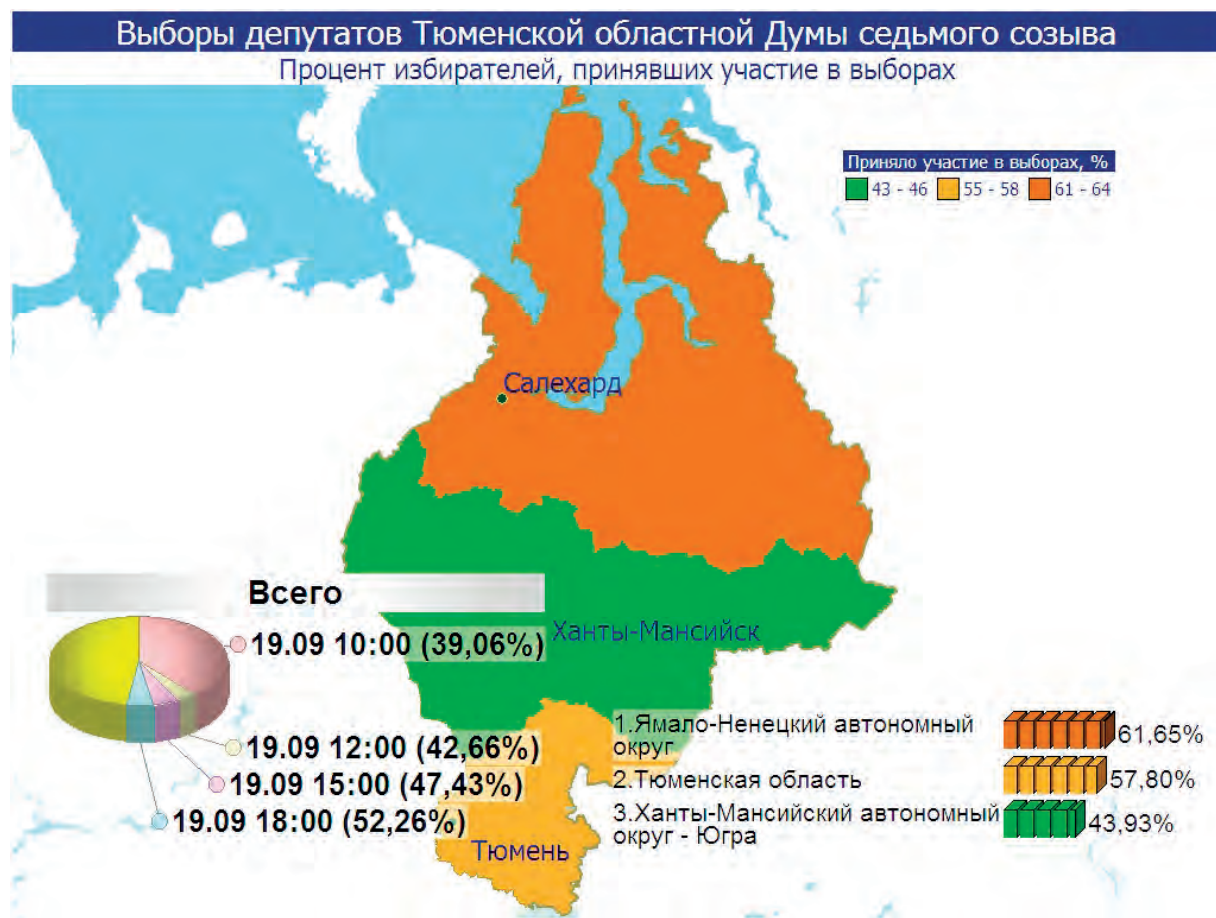 Выборы депутатов Тюменской областной Думы седьмого созыва
Процент избирателей, принявших участие в выборах
Приняло участие в выборах, %
43 - 46 55 - 58 61 - 64
Салехард
Всего
Ханты-Мансийск
19.09 10:00 (39,06%)
19.09 12:00 (42,66%)
19.09 15:00 (47,43%)
19.09 18:00 (52,26%)
Тюмень
1.Ямало-Ненецкий автономный
округ
61,65%
2.Тюменская область
57,80%
3.Ханты-Мансийский автономный
округ - Югра
43,93%